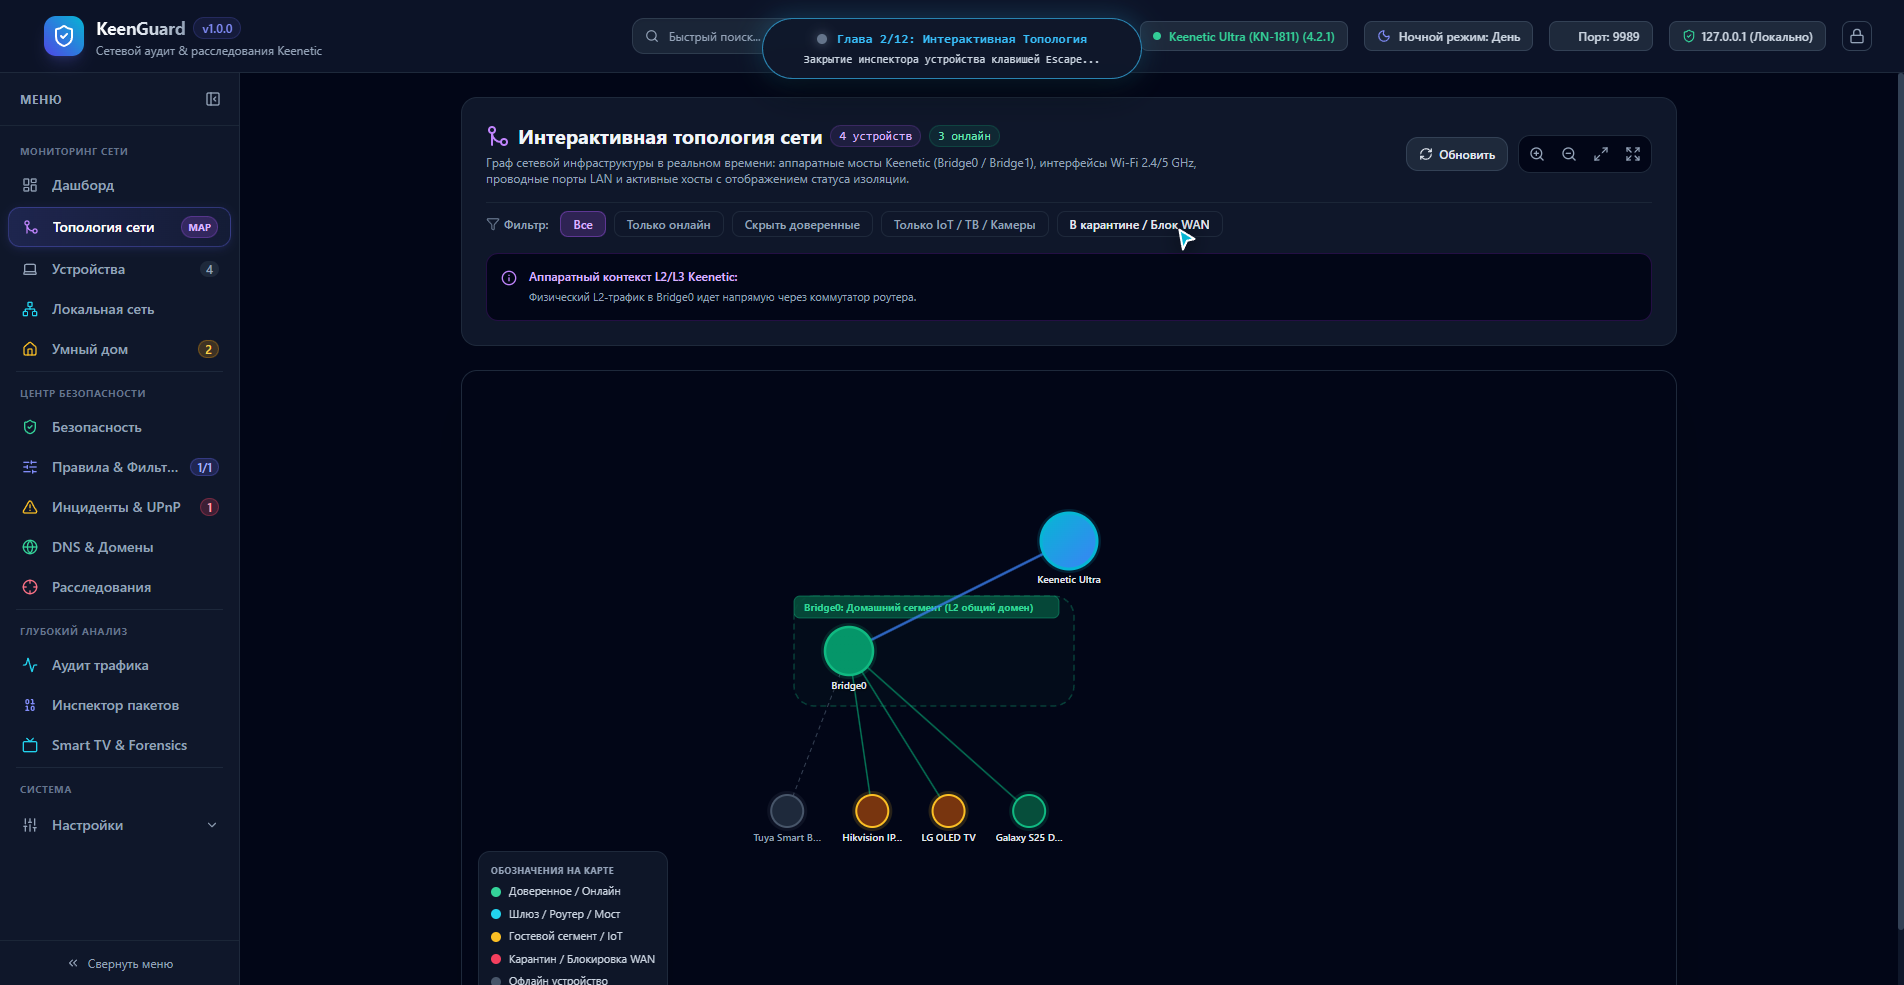 KeenGuard v1.0.0
Сетевой аудит & расследования Keenetic
Быстрый поиск...
Глава 2/12: Интерактивная Топология
Закрытие инспектора устройства клавишей Escape...
Keenetic Ultra (KN-1811) (4.2.1)
Ночной режим: День
Порт: 9989
127.0.0.1 (Локально)
МЕНЮ
МОНИТОРИНГ СЕТИ
Дашборд
Топология сети MAP
Устройства 4
Локальная сеть
Умный дом 2
ЦЕНТР БЕЗОПАСНОСТИ
Безопасность
Правила & Фильт... 1/1
Инциденты & UPnP 1
DNS & Домены
Расследования
ГЛУБОКИЙ АНАЛИЗ
Аудит трафика
Инспектор пакетов
Smart TV & Forensics
СИСТЕМА
Настройки
Свернуть меню
Интерактивная топология сети 4 устройств 3 онлайн
Граф сетевой инфраструктуры в реальном времени: аппаратные мосты Keenetic (Bridge0 / Bridge1), интерфейсы Wi-Fi 2.4/5 GHz,
проводные порты LAN и активные хосты с отображением статуса изоляции.
Обновить
Фильтр: Все Только онлайн Скрыть доверенные Только IoT / ТВ / Камеры В карантине / Блок WAN
Аппаратный контекст L2/L3 Keenetic:
Физический L2-трафик в Bridge0 идет напрямую через коммутатор роутера.
Keenetic Ultra
Bridge0: Домашний сегмент (L2 общий домен)
Bridge0
Tuya Smart B... Hikvision IP... LG OLED TV Galaxy S25 D...
ОБОЗНАЧЕНИЯ НА КАРТЕ
Доверенное / Онлайн
Шлюз / Роутер / Мост
Гостевой сегмент / IoT
Карантин / Блокировка WAN
Офлайн устройство